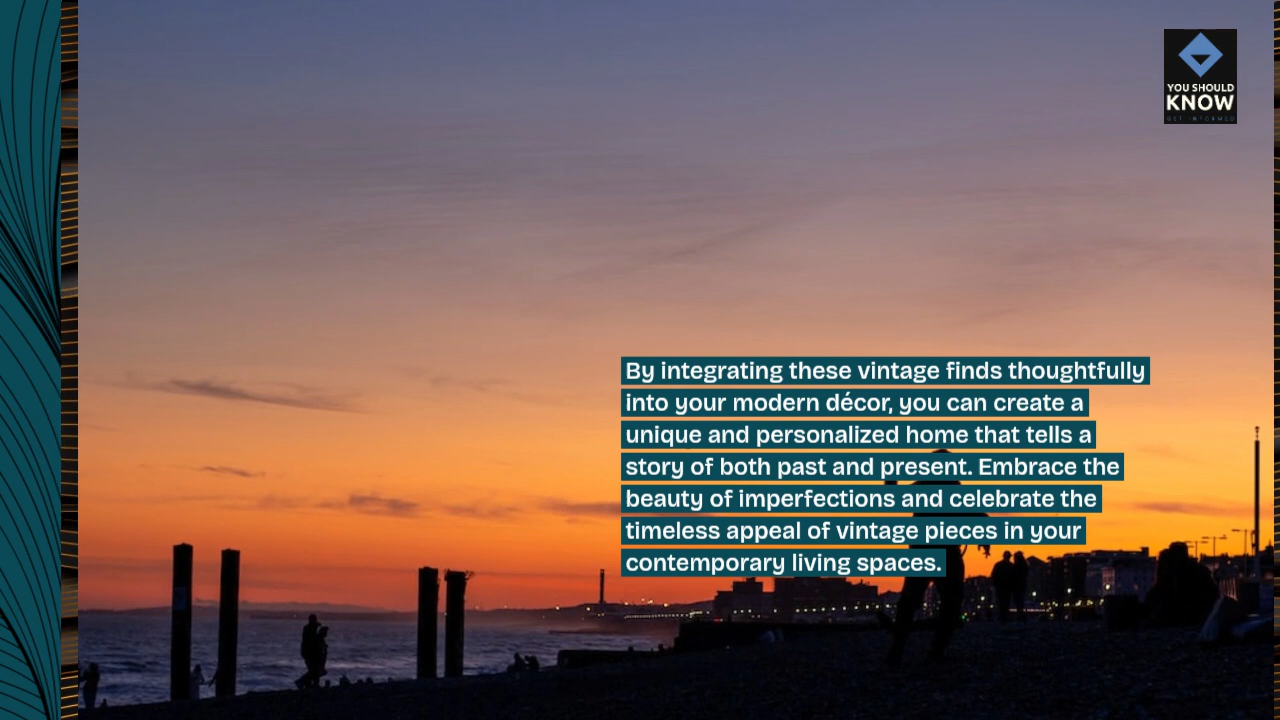 YOU SHOULD
KNOW
GET INFORMED
By integrating these vintage finds thoughtfully
into your modern décor, you can create a
unique and personalized home that tells a
story of both past and present. Embrace the
beauty of imperfections and celebrate the
timeless appeal of vintage pieces in your
contemporary living spaces.